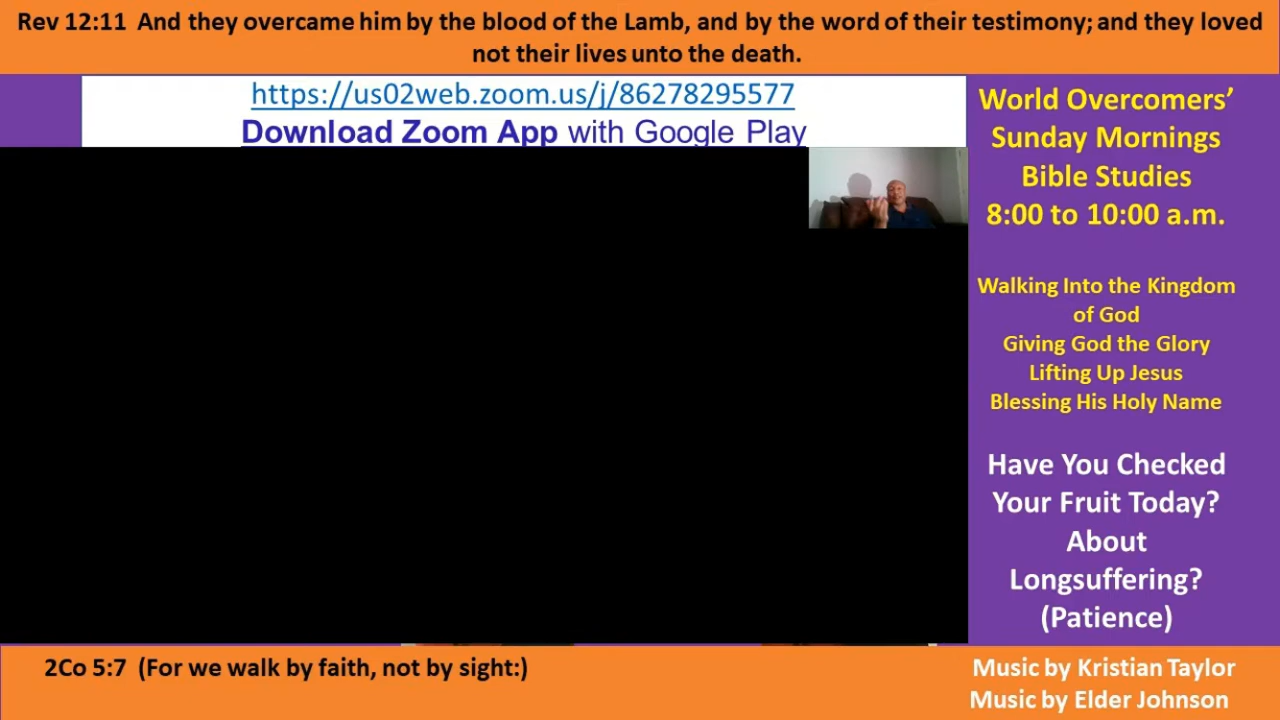 Rev 12:11 And they overcame him by the blood of the Lamb, and by the word of their testimony; and they loved
not their lives unto the death.
https://us02web.zoom.us/j/86278295577
Download Zoom App with Google Play
World Overcomers’
Sunday Mornings
Bible Studies
8:00 to 10:00 a.m.
Walking Into the Kingdom
of God
Giving God the Glory
Lifting Up Jesus
Blessing His Holy Name
Have You Checked
Your Fruit Today?
About
Longsuffering?
(Patience)
2Co 5:7 (For we walk by faith, not by sight:)
Music by Kristian Taylor
Music by Elder Johnson